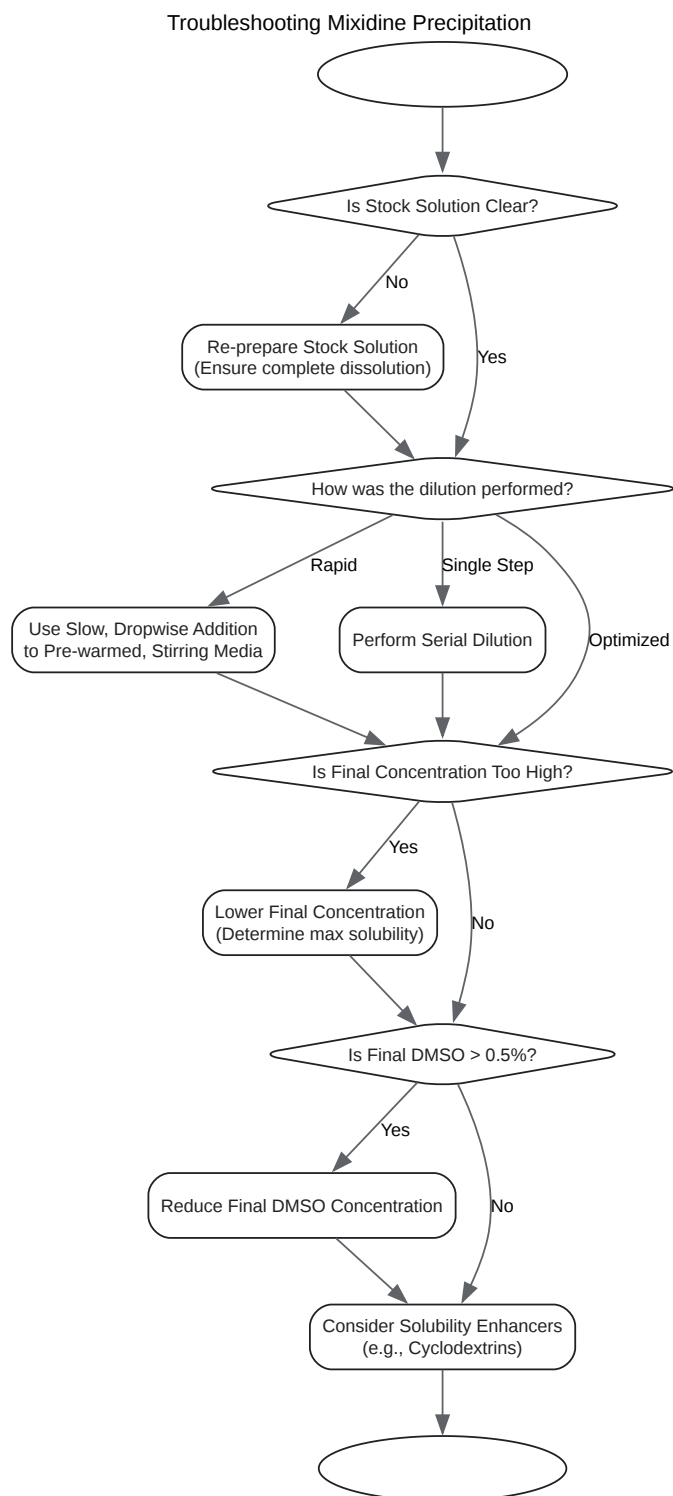 Troubleshooting Mixidine Precipitation
Is Stock Solution Clear?
No
Re-prepare Stock Solution
(Ensure complete dissolution)
Yes
How was the dilution performed?
Rapid
Single Step
Use Slow, Dropwise Addition
to Pre-warmed, Stirring Media
Perform Serial Dilution
Optimized
Is Final Concentration Too High?
Yes
Lower Final Concentration
(Determine max solubility)
No
Is Final DMSO > 0.5%?
Yes
Reduce Final DMSO Concentration
No
Consider Solubility Enhancers
(e.g., Cyclodextrins)